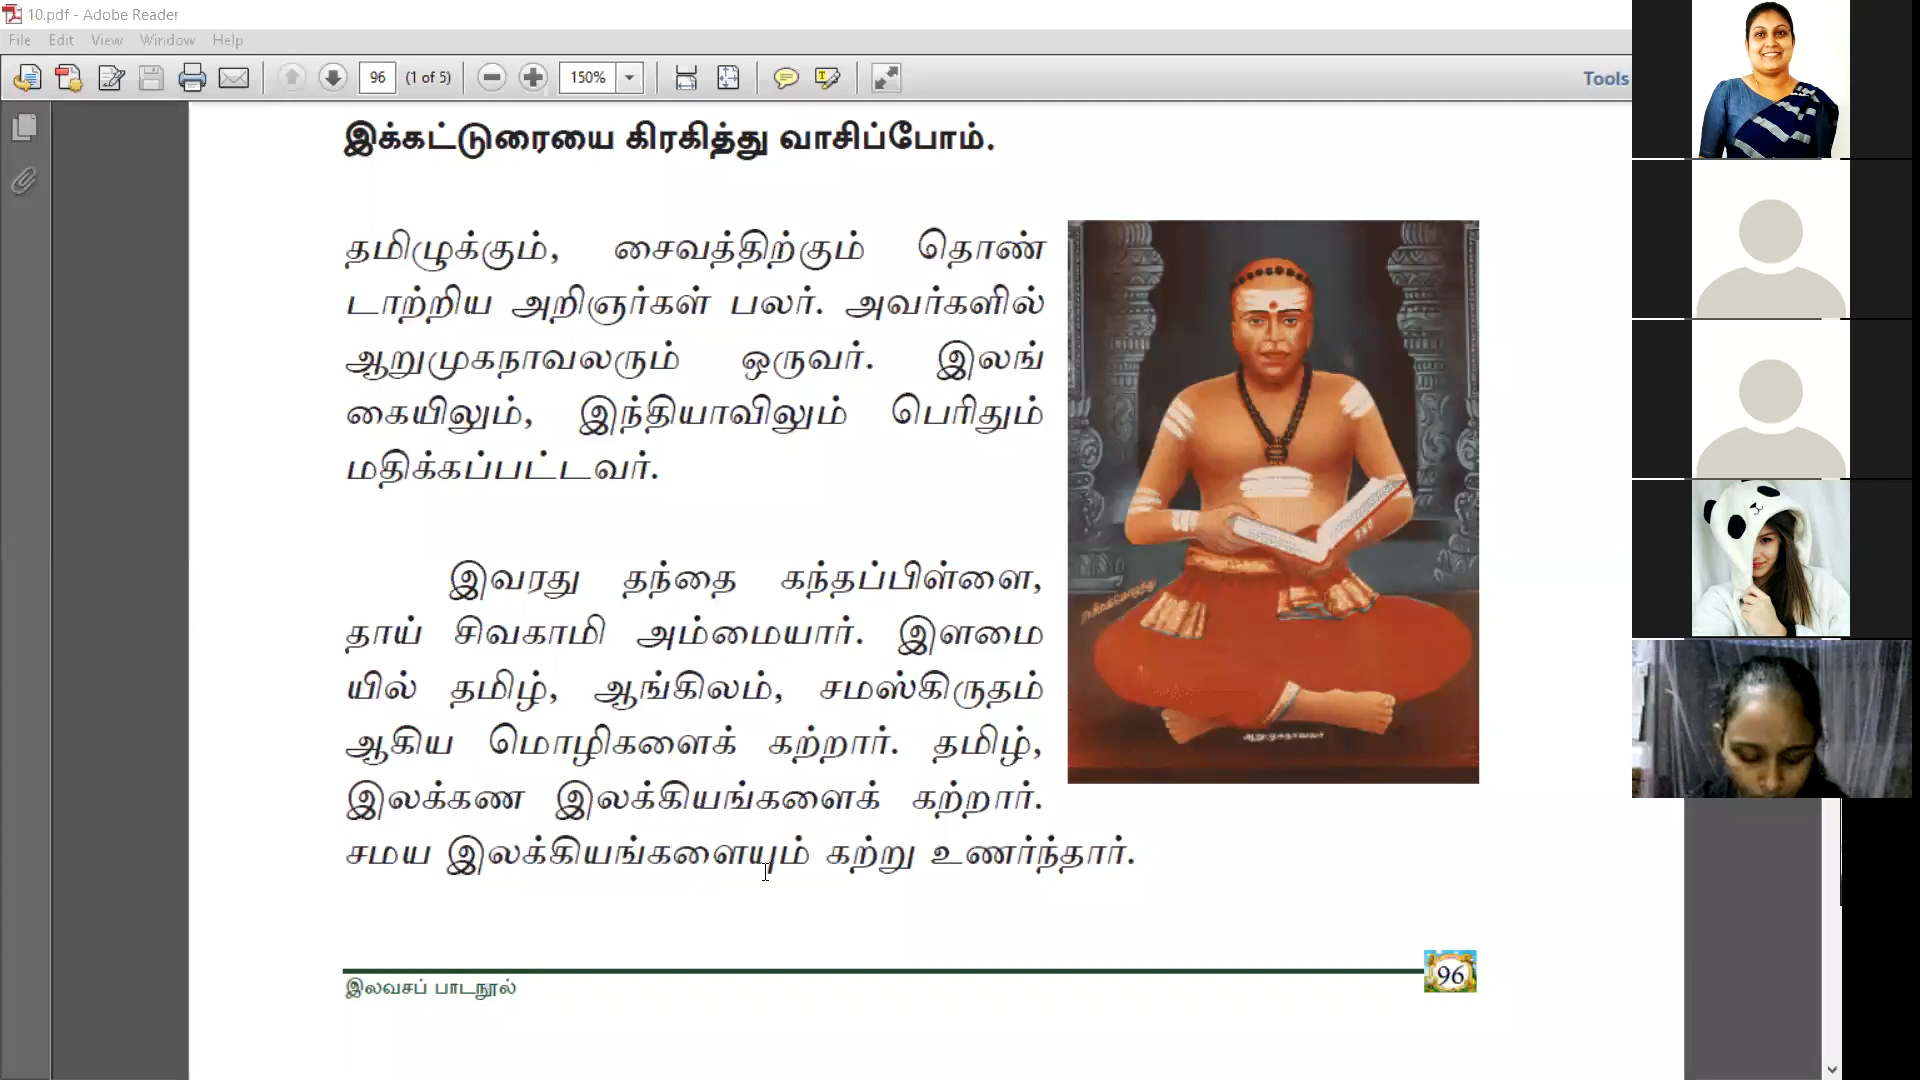 10.pdf - Adobe Reader
File Edit View Window Help
96 (1 of 5) 150% Tools
இக்கட்டுரையை கிரகித்து வாசிப்போம்.
தமிழுக்கும், சைவத்திற்கும் தொண்
டாற்றிய அறிஞர்கள் பலர். அவர்களில்
ஆறுமுகநாவலரும் ஒருவர். இலங்
கையிலும், இந்தியாவிலும் பெரிதும்
மதிக்கப்பட்டவர்.
இவரது தந்தை கந்தப்பிள்ளை,
தாய் சிவகாமி அம்மையார். இளமை
யில் தமிழ், ஆங்கிலம், சமஸ்கிருதம்
ஆகிய மொழிகளைக் கற்றார். தமிழ்,
இலக்கண இலக்கியங்களைக் கற்றார்.
சமய இலக்கியங்களையும் கற்று உணர்ந்தார்.
ஆறுமுகநாவலர்
இலவசப் பாடநூல்
96